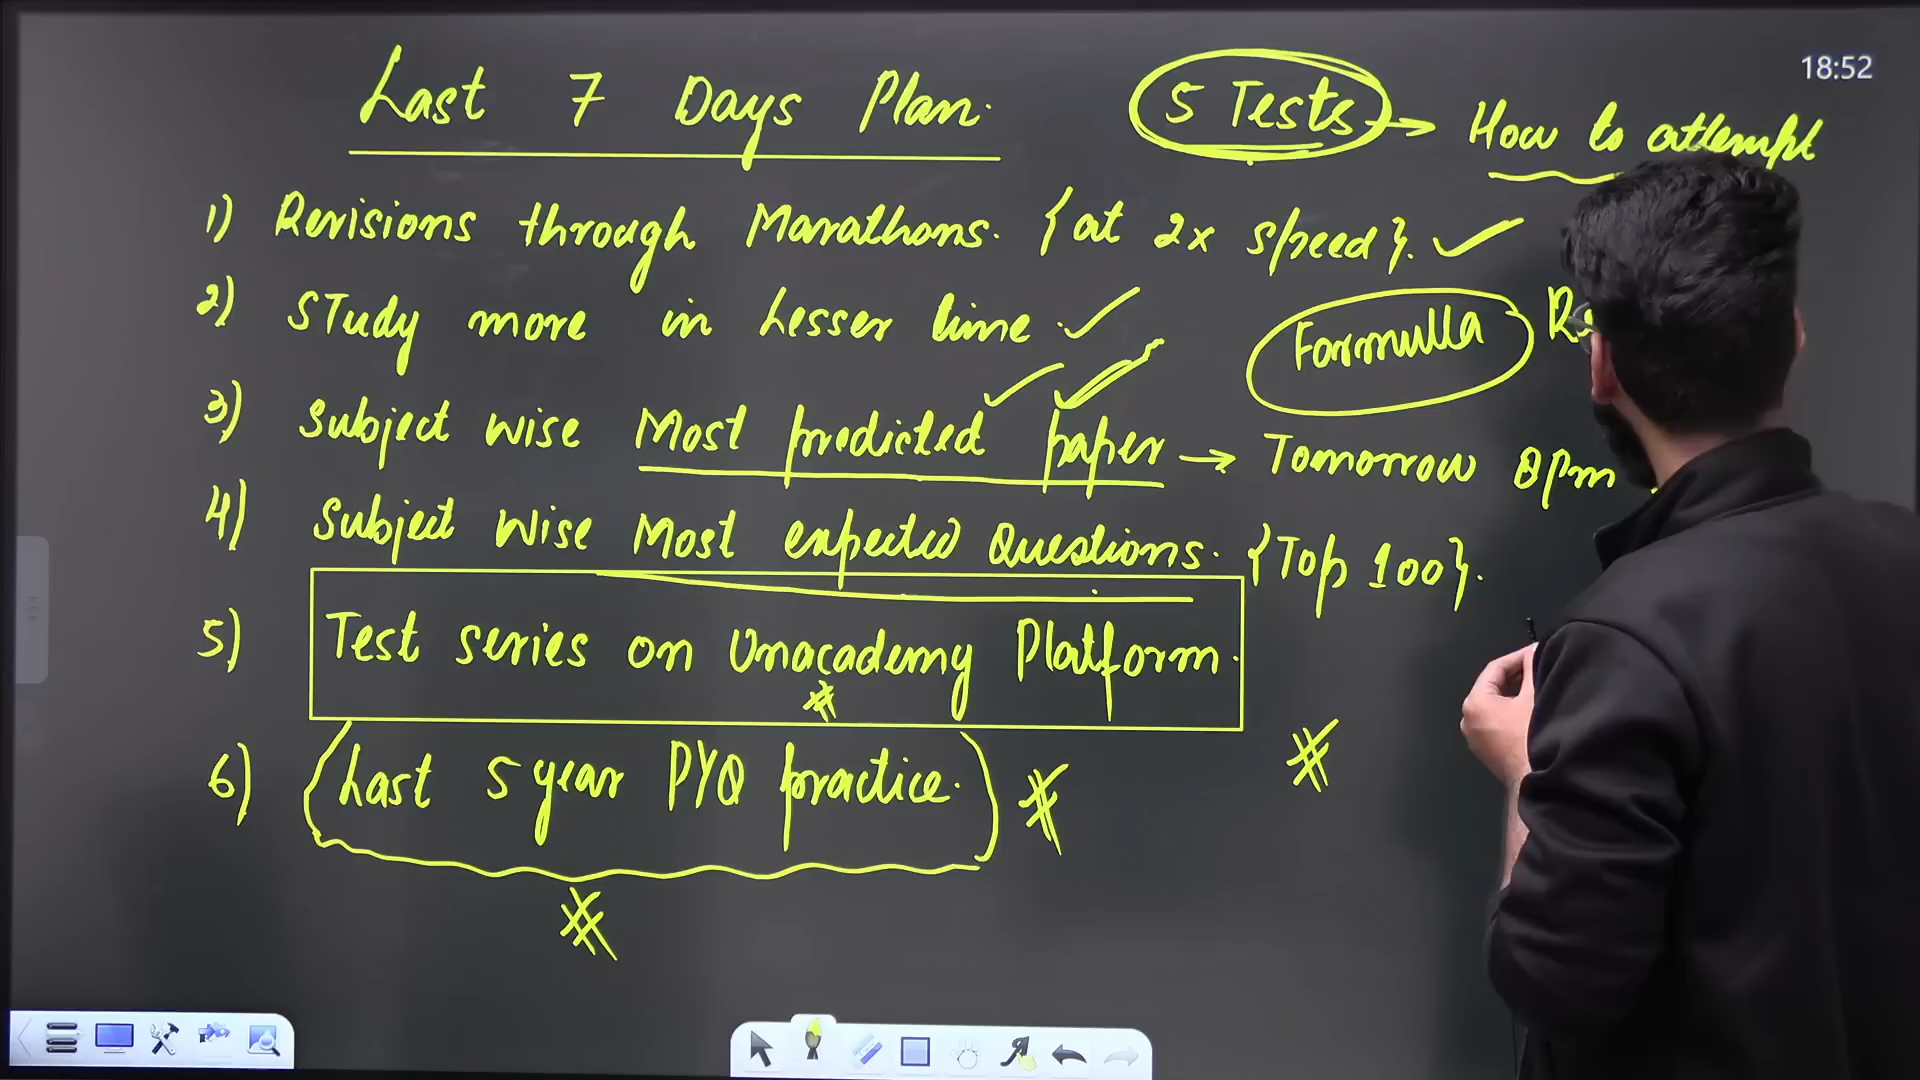 18:52
Last 7 Days Plan. 5 Tests → How to attempt
1) Revisions through Marathons. {at 2x speed}.
2) Study more in Lesser time. Formulla
3) Subject wise Most predicted paper → Tomorrow 8pm
4) Subject Wise Most expected Questions. {Top 100}.
5) Test series on Unacademy Platform.
6) Last 5 year PYQ practice.